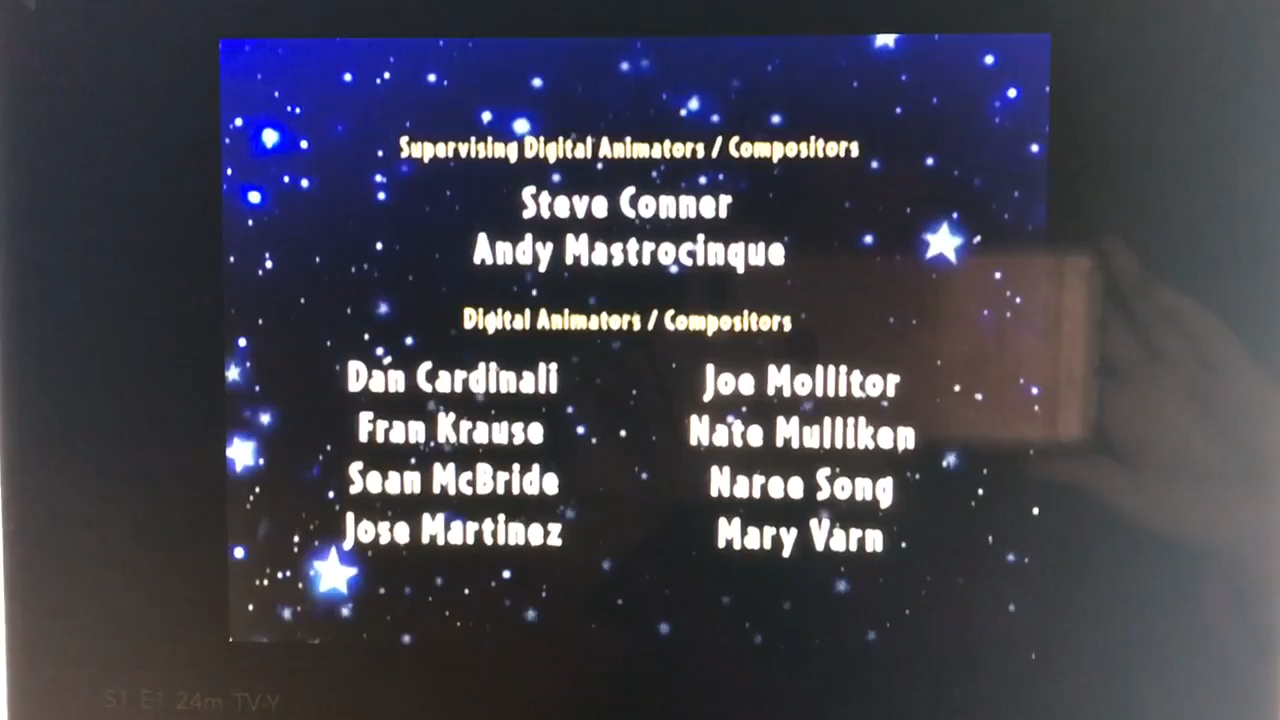 Supervising Digital Animators / Compositors
Steve Conner
Andy Mastrocinque
Digital Animators / Compositors
Dan Cardinali Joe Mollitor
Fran Krause Nate Mulliken
Sean McBride Naree Song
Jose Martinez Mary Varn
S1 E1 24m TV-Y